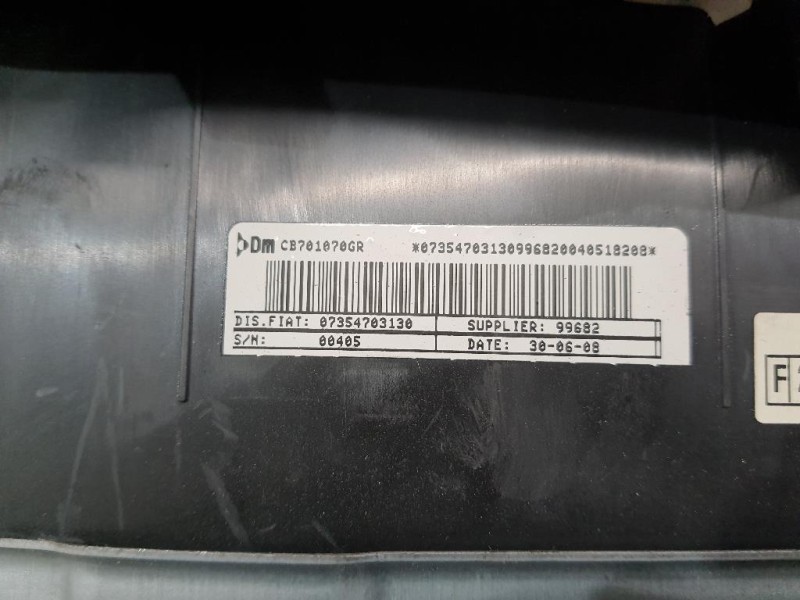 Dm CB701070GR *0735470313099682004051820​8*
DIS.FIAT: 07354703130 SUPPLIER: 99682
S/N: 00405 DATE: 30-06-08
F